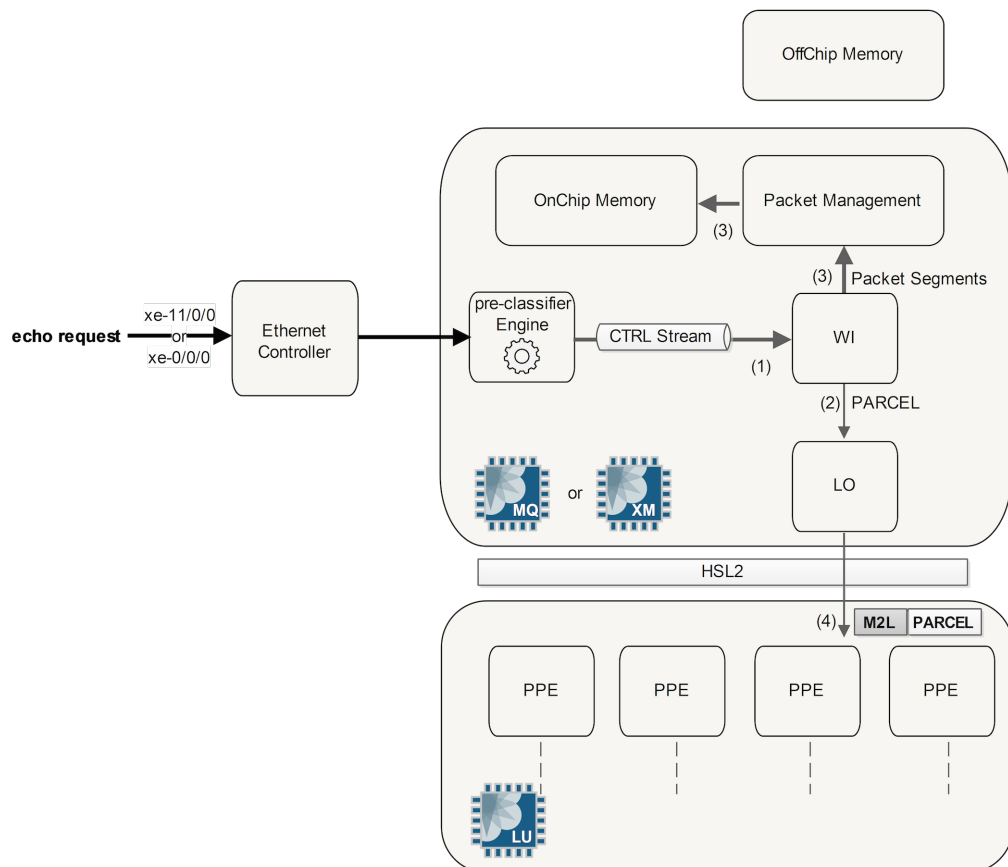 OffChip Memory
OnChip Memory
Packet Management
(3)
(3)
Packet Segments
echo request
xe-11/0/0
or
xe-0/0/0
Ethernet
Controller
pre-classifier
Engine
CTRL Stream
(1)
WI
(2)
PARCEL
LO
MQ
or
XM
HSL2
(4)
M2L
PARCEL
PPE
PPE
PPE
PPE
LU